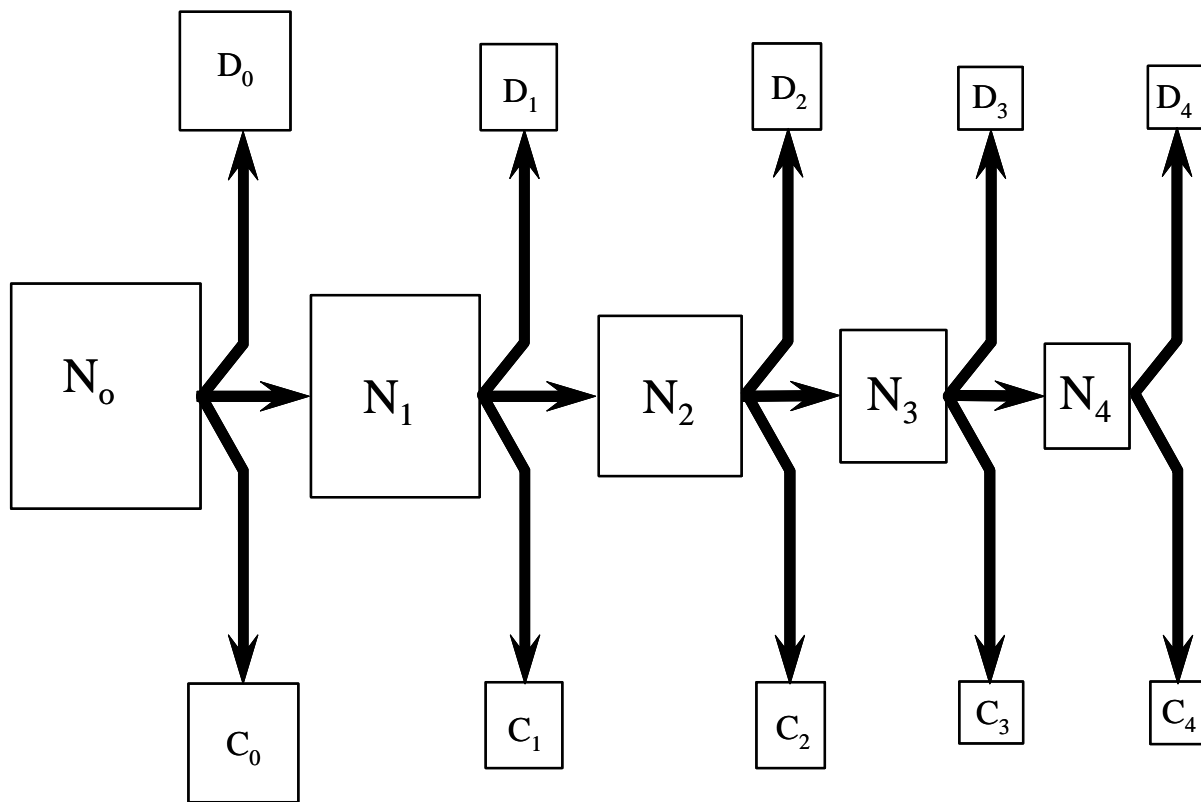 D₀ D₁ D₂ D₃ D₄
Nₒ N₁ N₂ N₃ N₄
C₀ C₁ C₂ C₃ C₄